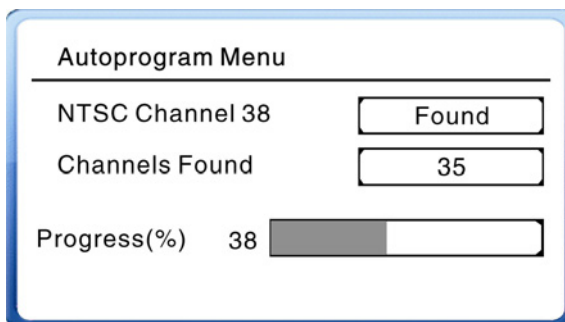 Autoprogram Menu
NTSC Channel 38 Found
Channels Found 35
Progress(%) 38